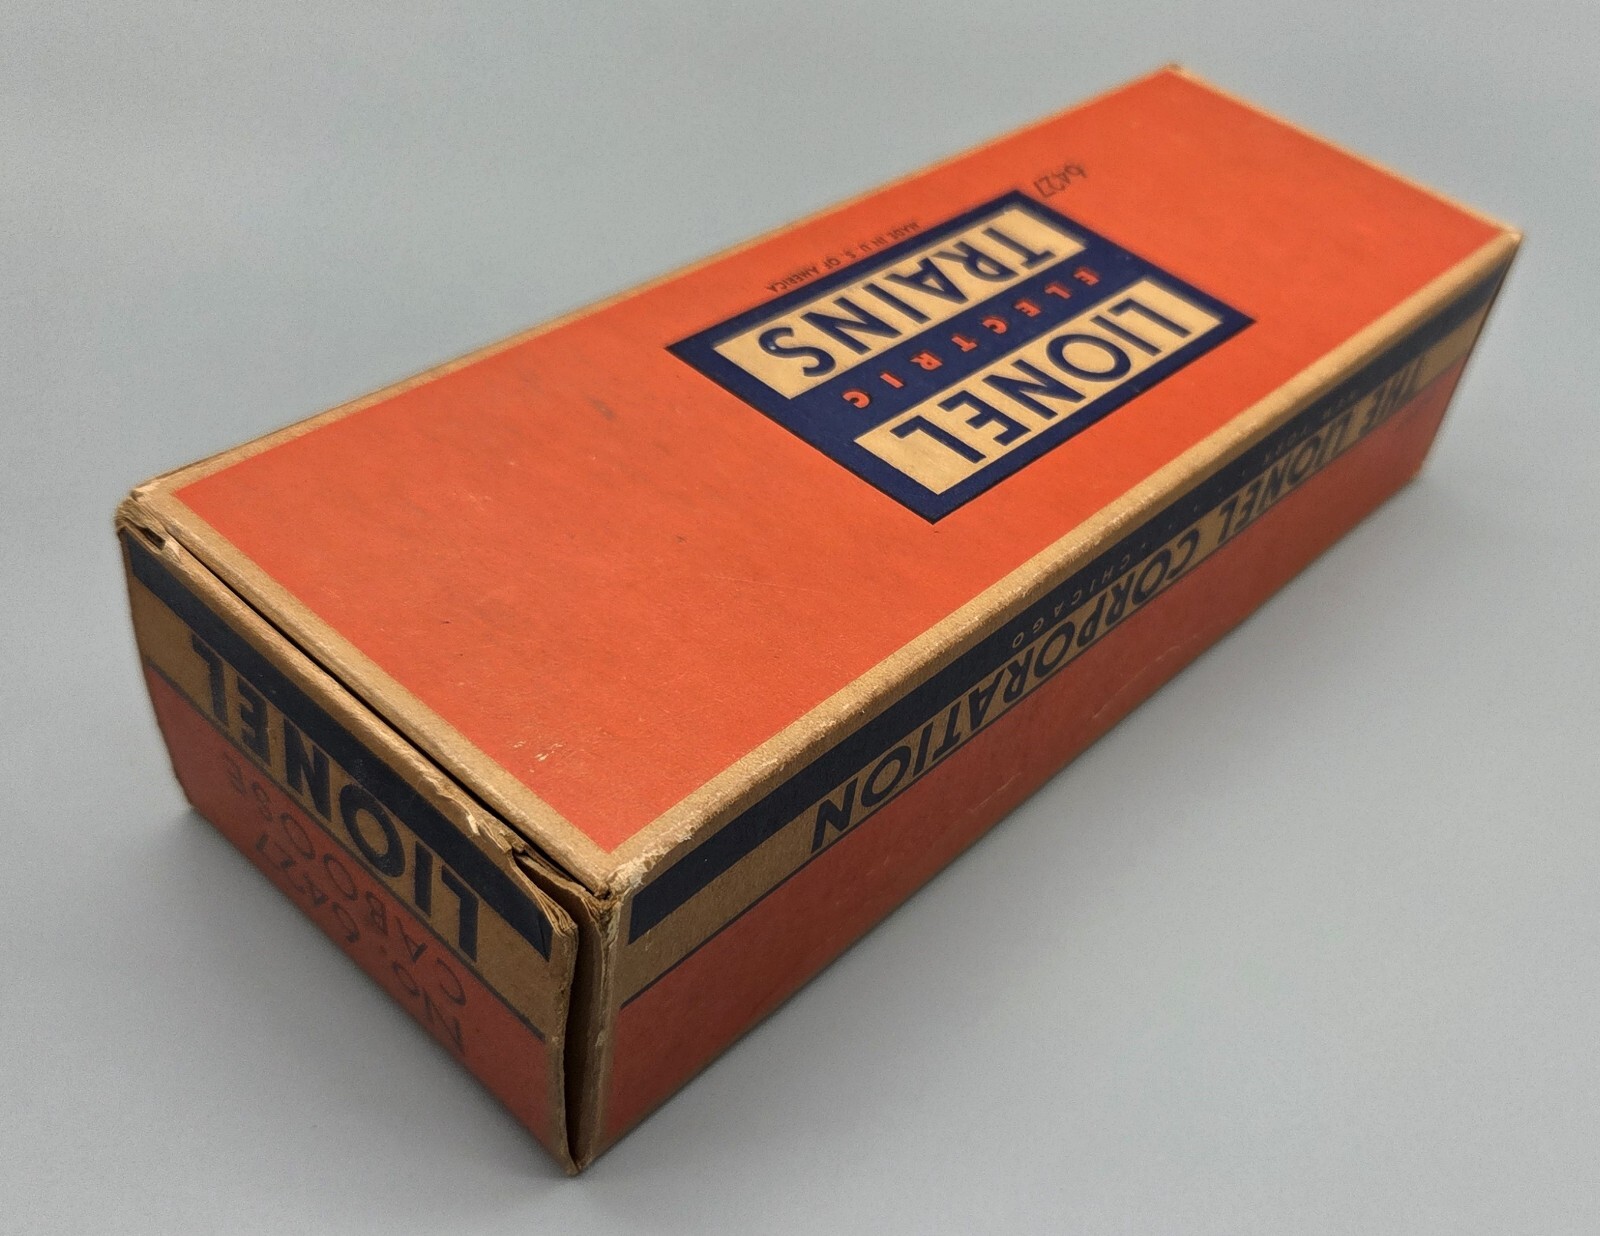 LIONEL
ELECTRIC
TRAINS
MADE IN U. S. OF AMERICA
6427
THE LIONEL CORPORATION
NEW YORK CHICAGO
LIONEL
No. 6427
CABOOSE